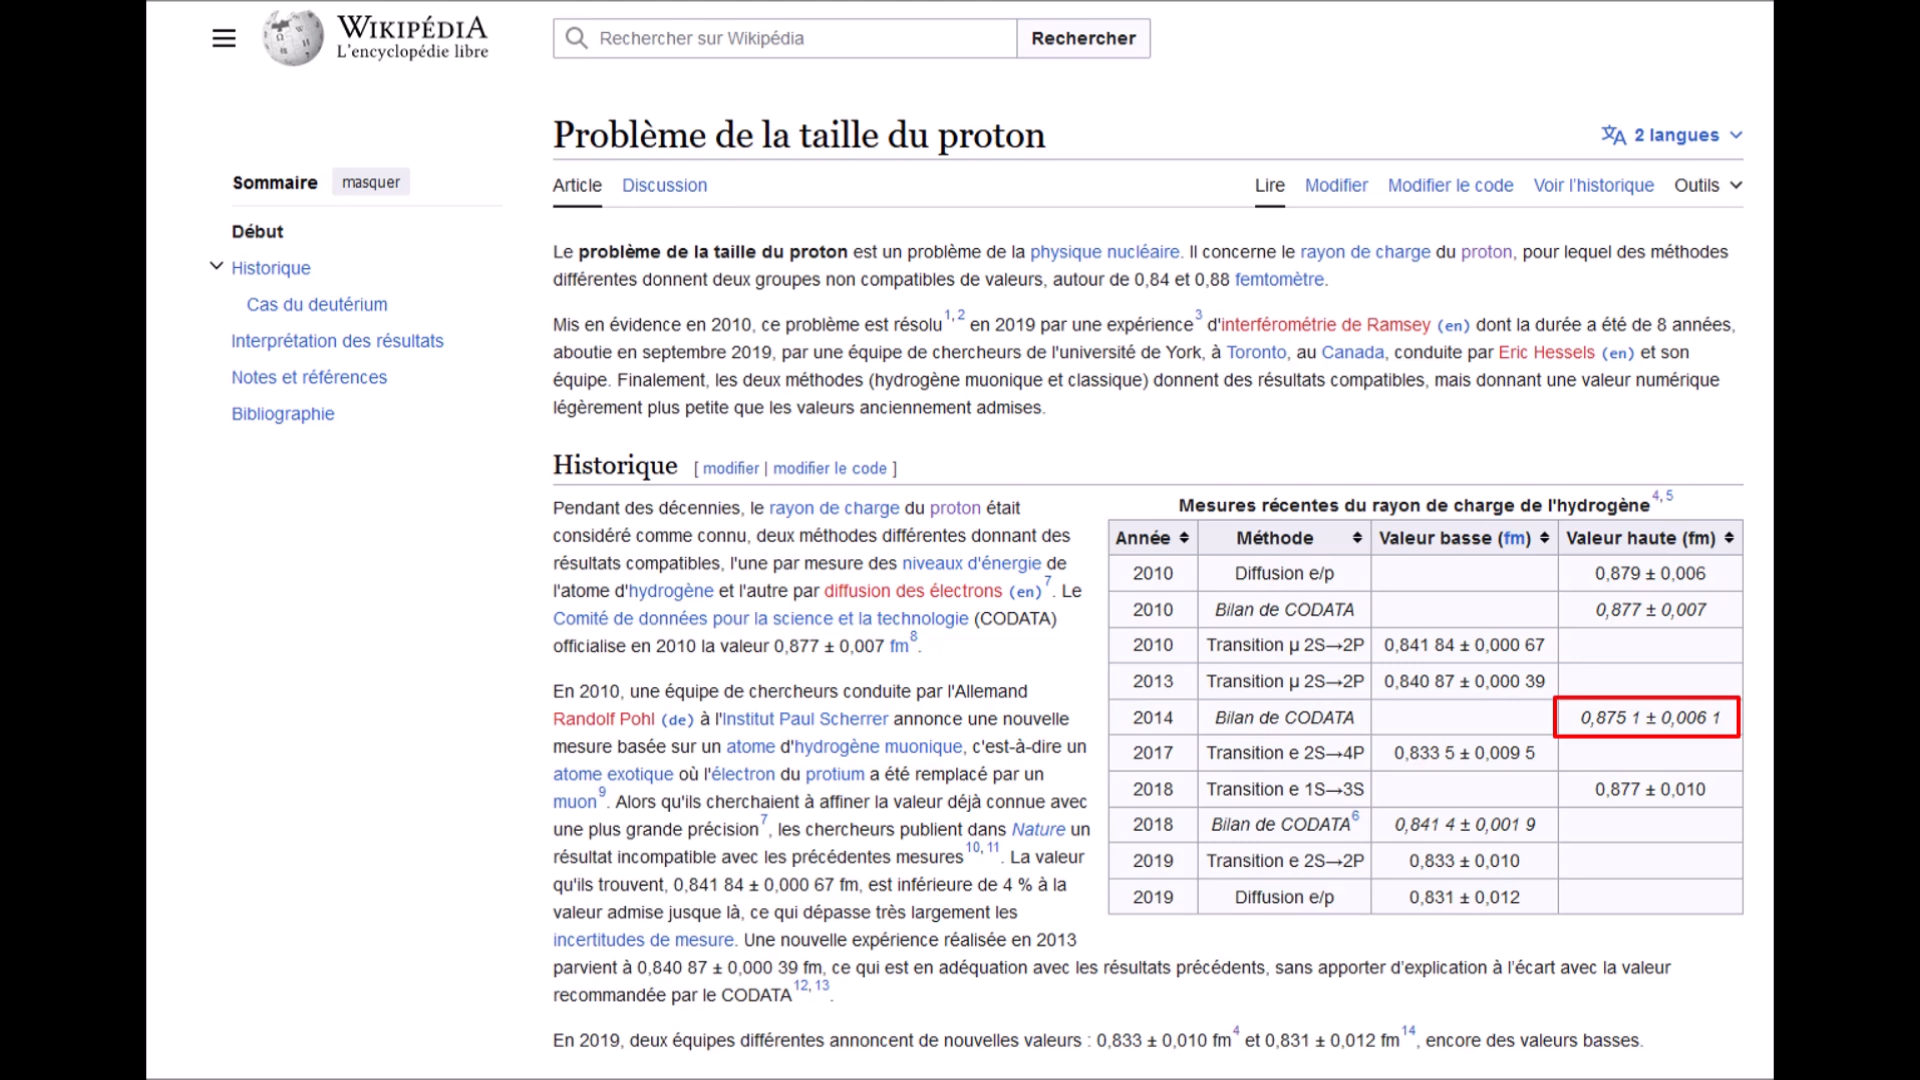 WIKIPÉDIA
L'encyclopédie libre
Rechercher sur Wikipédia
Rechercher
Problème de la taille du proton
2 langues
Sommaire masquer
Article Discussion
Lire Modifier Modifier le code Voir l'historique Outils
Début
Historique
Cas du deutérium
Interprétation des résultats
Notes et références
Bibliographie
Le problème de la taille du proton est un problème de la physique nucléaire. Il concerne le rayon de charge du proton, pour lequel des méthodes
différentes donnent deux groupes non compatibles de valeurs, autour de 0,84 et 0,88 femtomètre.
Mis en évidence en 2010, ce problème est résolu1, 2 en 2019 par une expérience3 d'interférométrie de Ramsey (en) dont la durée a été de 8 années,
aboutie en septembre 2019, par une équipe de chercheurs de l'université de York, à Toronto, au Canada, conduite par Eric Hessels (en) et son
équipe. Finalement, les deux méthodes (hydrogène muonique et classique) donnent des résultats compatibles, mais donnant une valeur numérique
légèrement plus petite que les valeurs anciennement admises.
Historique [ modifier | modifier le code ]
Pendant des décennies, le rayon de charge du proton était
considéré comme connu, deux méthodes différentes donnant des
résultats compatibles, l'une par mesure des niveaux d'énergie de
l'atome d'hydrogène et l'autre par diffusion des électrons (en)7. Le
Comité de données pour la science et la technologie (CODATA)
officialise en 2010 la valeur 0,877 ± 0,007 fm8.
En 2010, une équipe de chercheurs conduite par l'Allemand
Randolf Pohl (de) à l'Institut Paul Scherrer annonce une nouvelle
mesure basée sur un atome d'hydrogène muonique, c'est-à-dire un
atome exotique où l'électron du protium a été remplacé par un
muon9. Alors qu'ils cherchaient à affiner la valeur déjà connue avec
une plus grande précision7, les chercheurs publient dans Nature un
résultat incompatible avec les précédentes mesures10, 11. La valeur
qu'ils trouvent, 0,841 84 ± 0,000 67 fm, est inférieure de 4 % à la
valeur admise jusque là, ce qui dépasse très largement les
incertitudes de mesure. Une nouvelle expérience réalisée en 2013
parvient à 0,840 87 ± 0,000 39 fm, ce qui est en adéquation avec les résultats précédents, sans apporter d'explication à l'écart avec la valeur
recommandée par le CODATA12, 13.
En 2019, deux équipes différentes annoncent de nouvelles valeurs : 0,833 ± 0,010 fm4 et 0,831 ± 0,012 fm14, encore des valeurs basses.
Mesures récentes du rayon de charge de l'hydrogène4, 5
Année Méthode Valeur basse (fm) Valeur haute (fm)
2010 Diffusion e/p 0,879 ± 0,006
2010 Bilan de CODATA 0,877 ± 0,007
2010 Transition μ 2S→2P 0,841 84 ± 0,000 67
2013 Transition μ 2S→2P 0,840 87 ± 0,000 39
2014 Bilan de CODATA 0,875 1 ± 0,006 1
2017 Transition e 2S→4P 0,833 5 ± 0,009 5
2018 Transition e 1S→3S 0,877 ± 0,010
2018 Bilan de CODATA6 0,841 4 ± 0,001 9
2019 Transition e 2S→2P 0,833 ± 0,010
2019 Diffusion e/p 0,831 ± 0,012